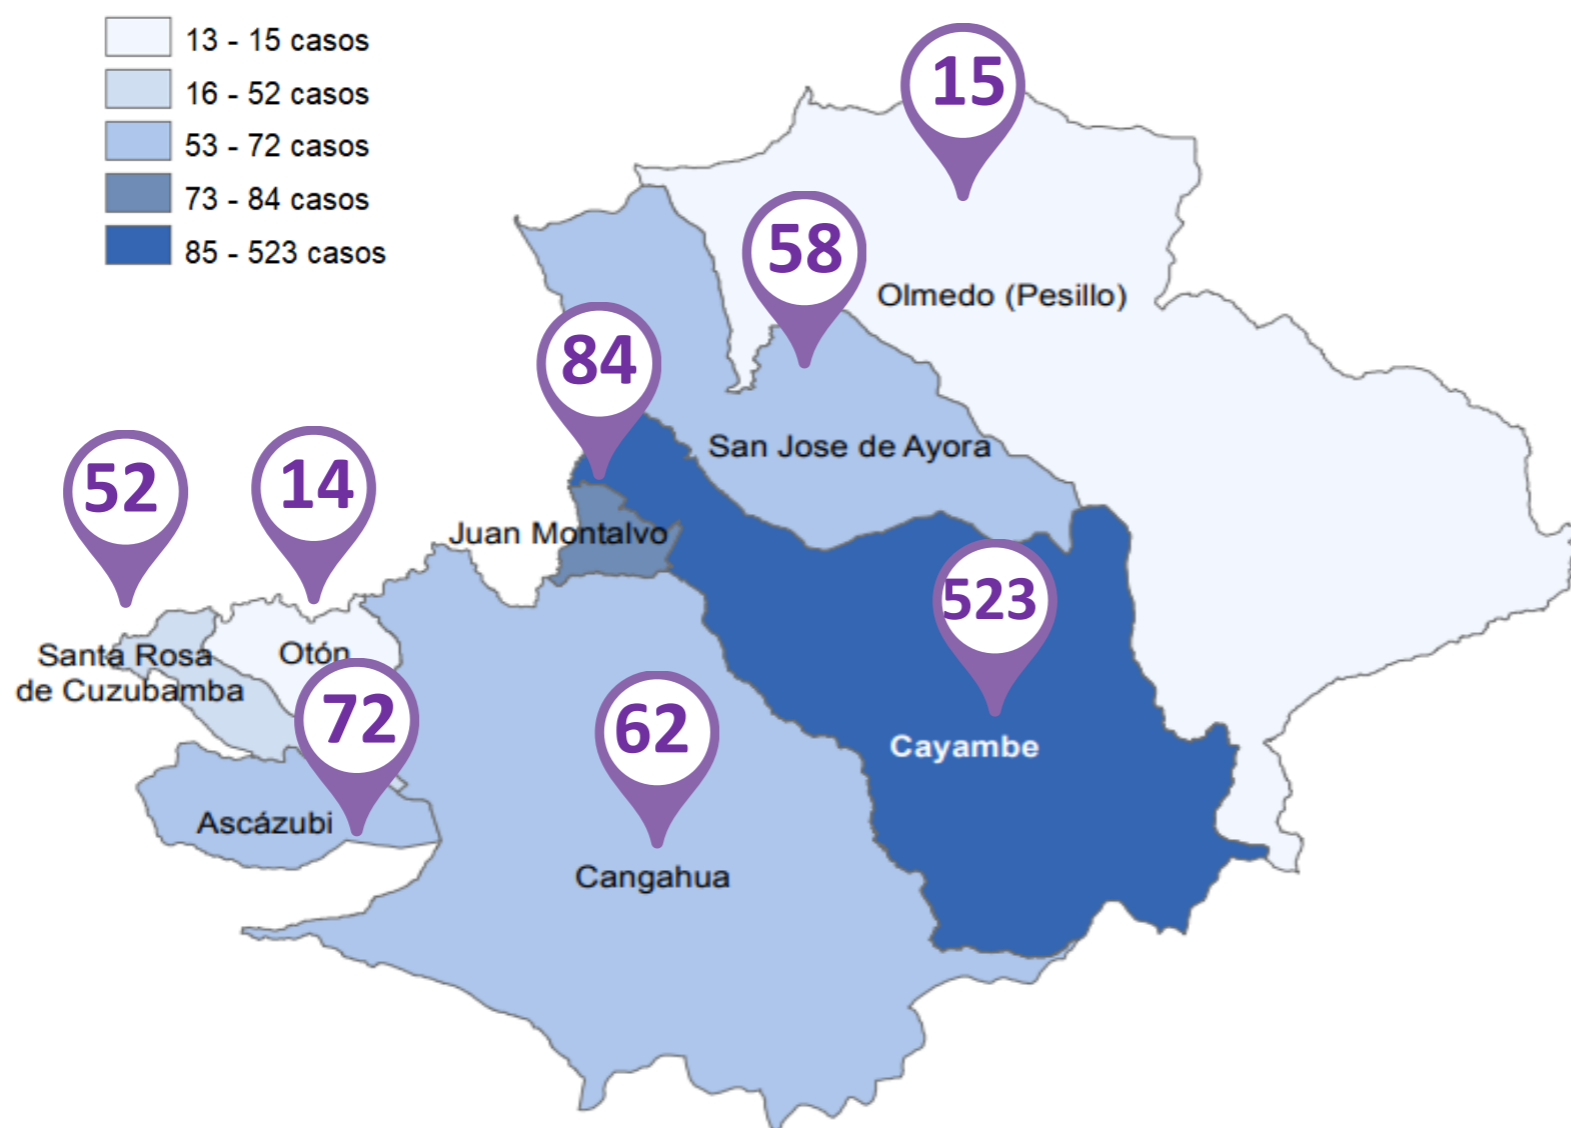 13 - 15 casos
16 - 52 casos
53 - 72 casos
73 - 84 casos
85 - 523 casos
15
58
Olmedo (Pesillo)
84
San Jose de Ayora
52
14
Juan Montalvo
523
Santa Rosa
de Cuzubamba
Otón
72
62
Cayambe
Ascázubi
Cangahua